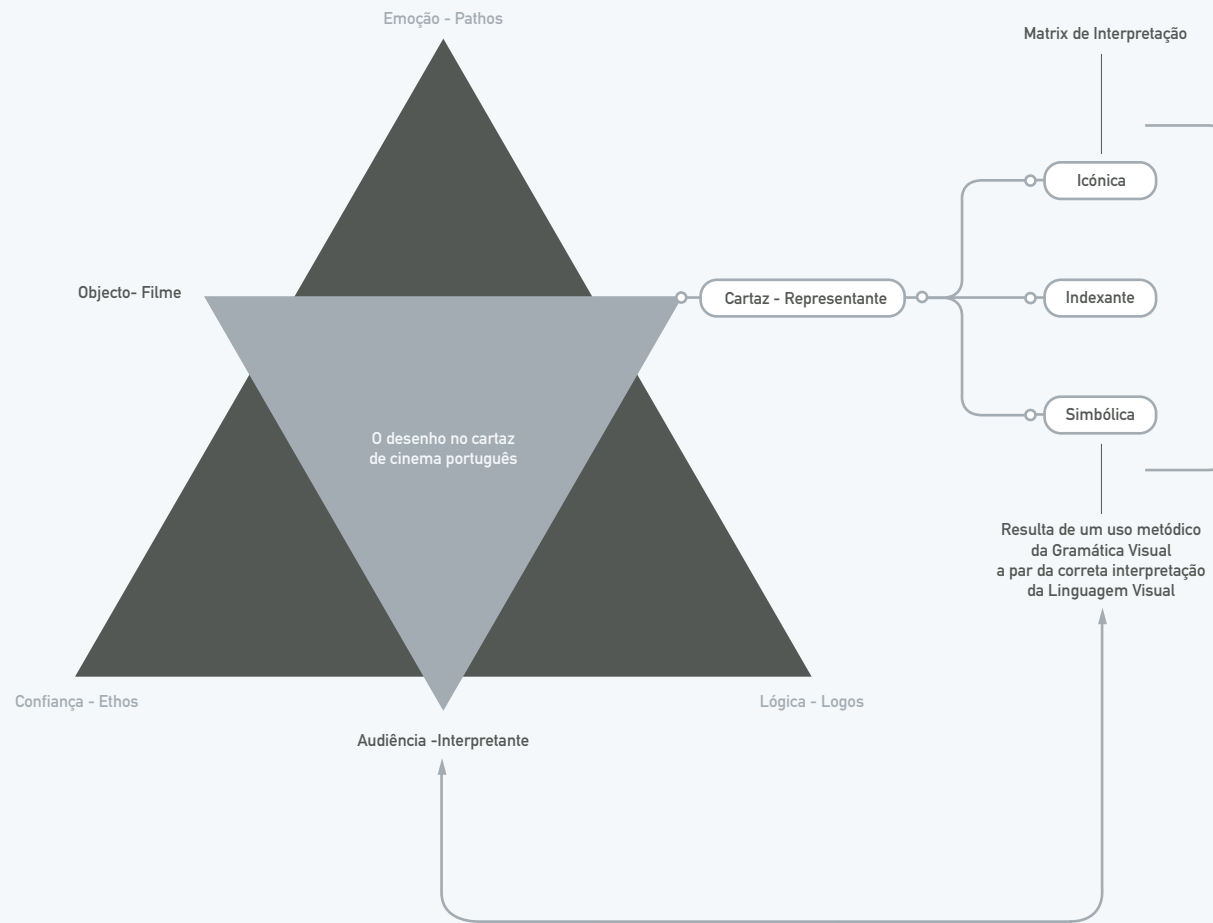 Emoção - Pathos
Matrix de Interpretação
Icónica
Objecto- Filme
Cartaz - Representante
Indexante
Simbólica
O desenho no cartaz
de cinema português
Resulta de um uso metódico
da Gramática Visual
a par da correta interpretação
da Linguagem Visual
Confiança - Ethos
Lógica - Logos
Audiência -Interpretante